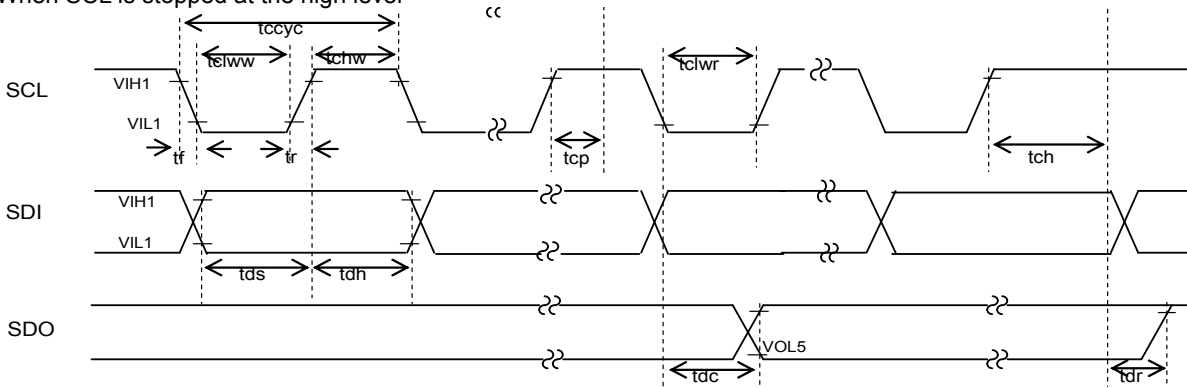 When SCL is stopped at the high level
tccyc
tclww
tchw
tclwr
SCL
VIH1
VIL1
tf
tr
tcp
tch
SDI
VIH1
VIL1
tds
tdh
SDO
VOL5
tdc
tdr